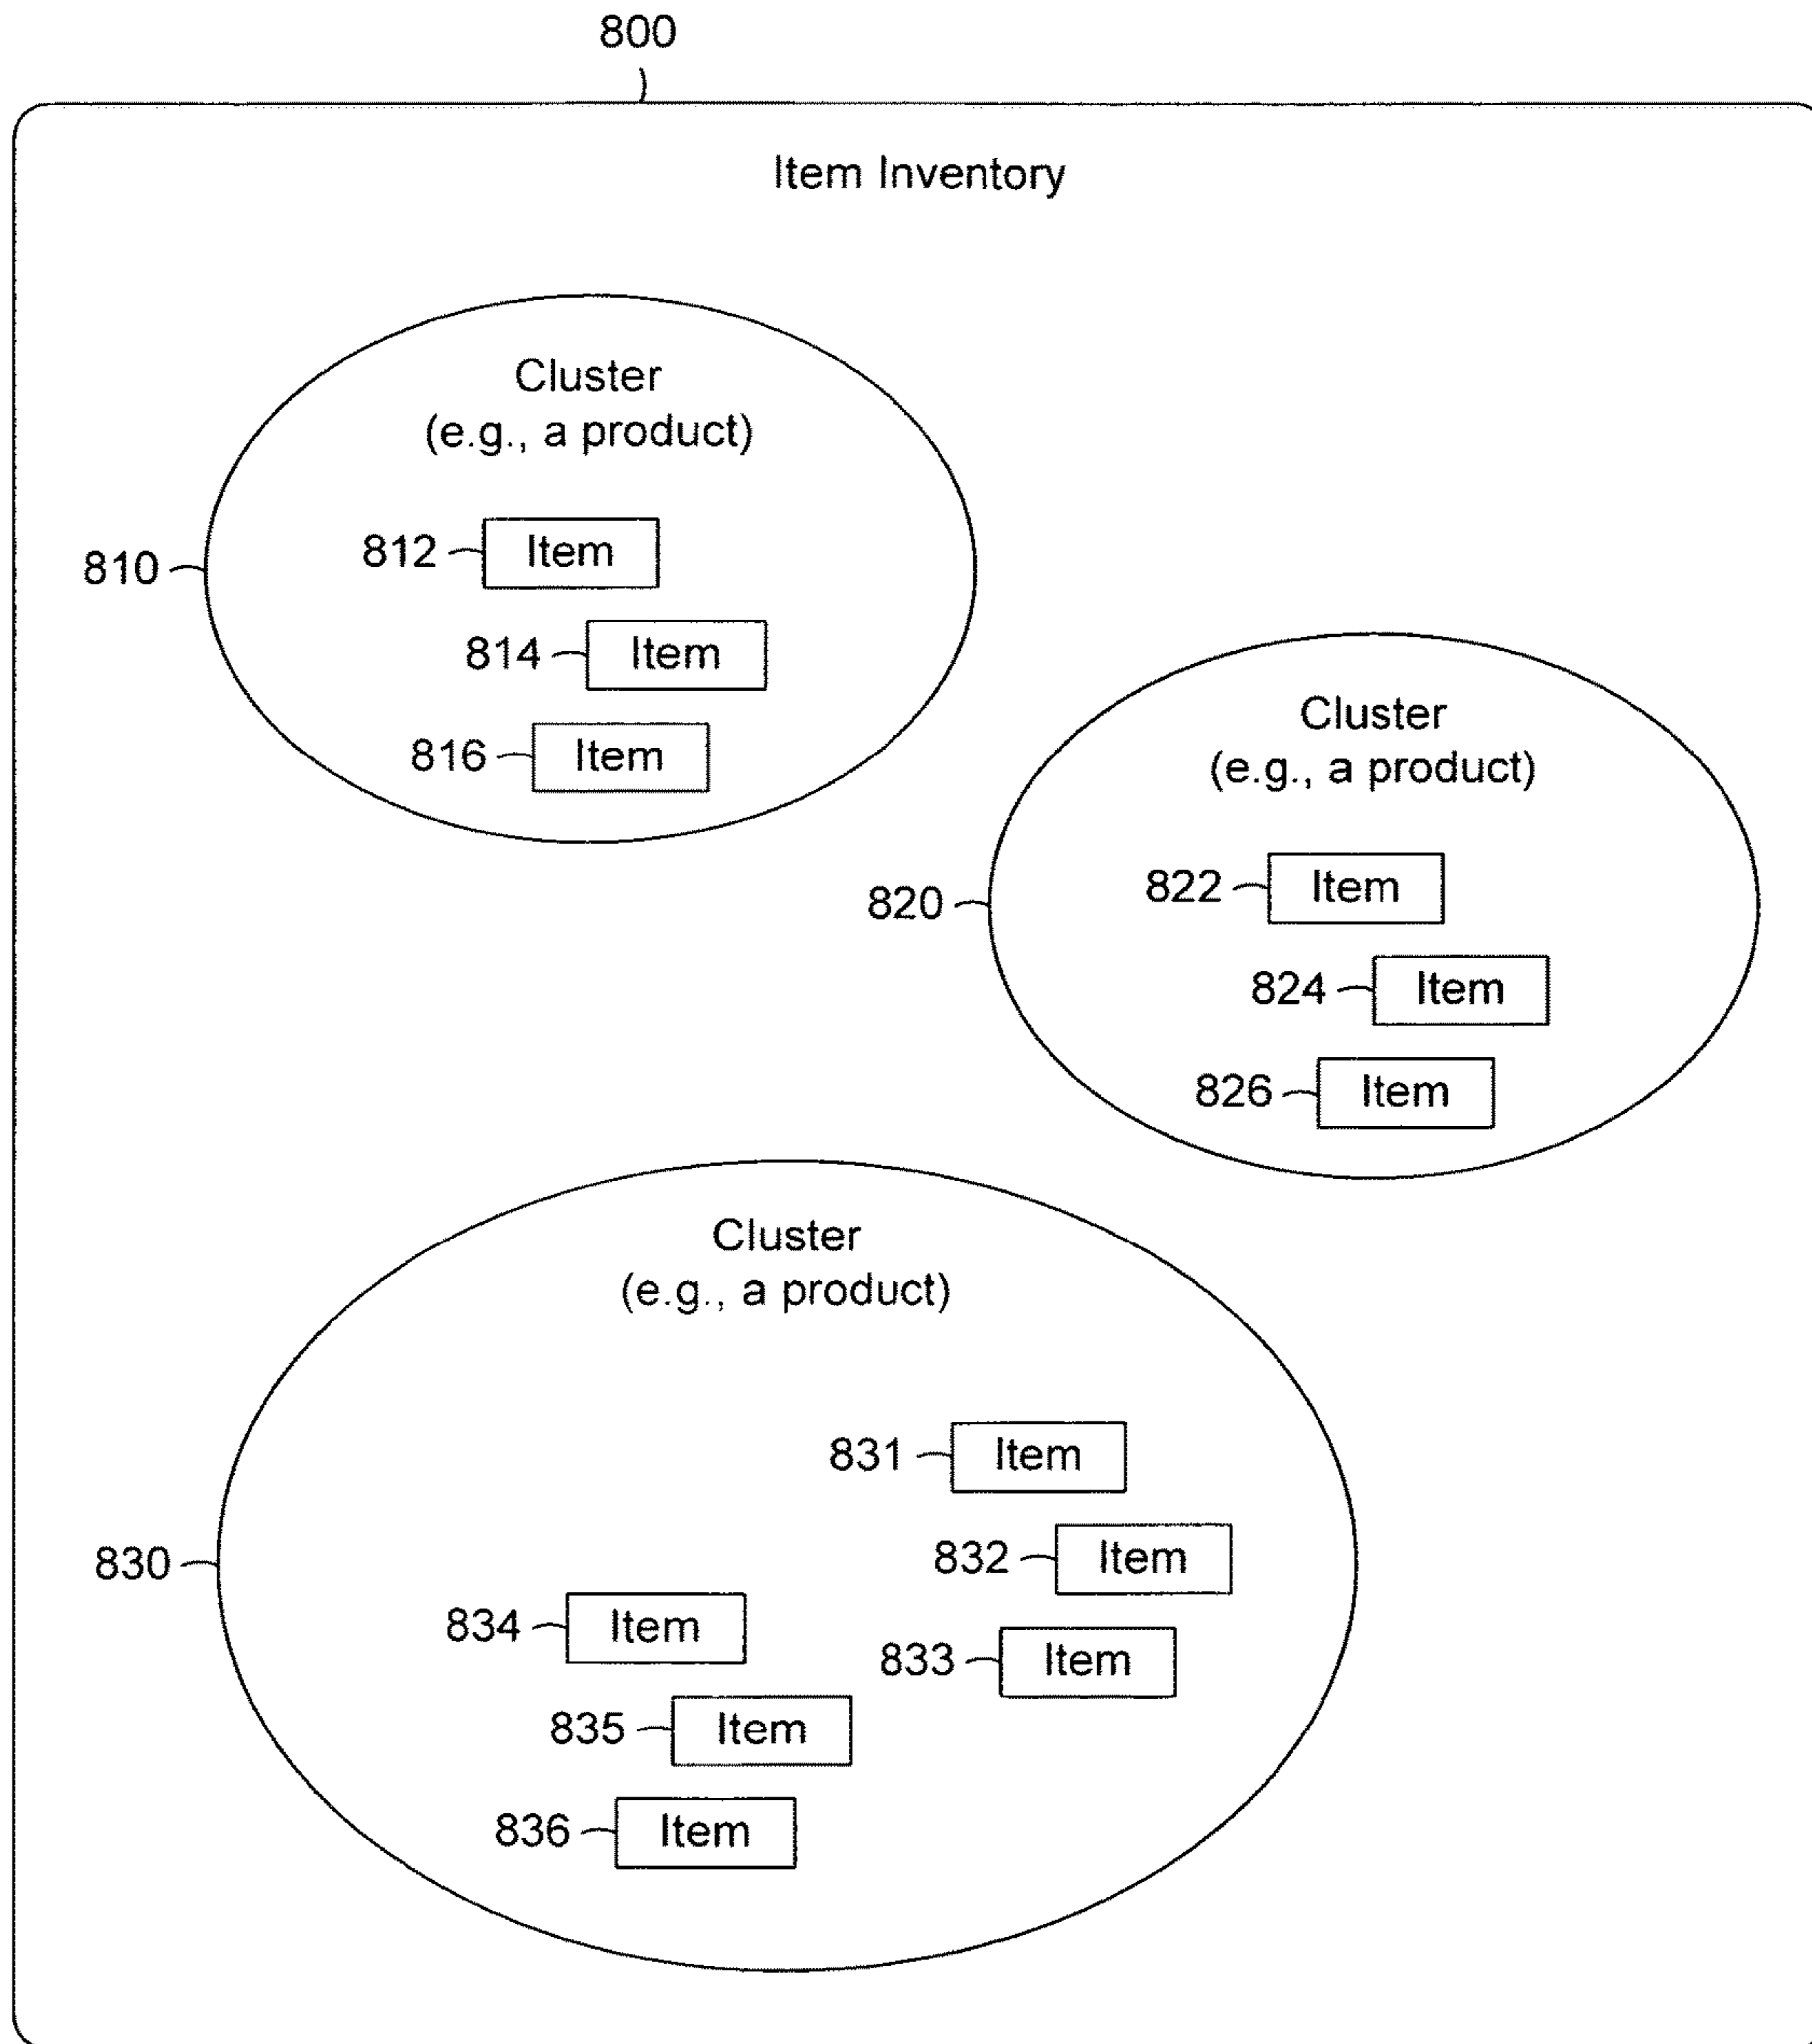 800
Item Inventory
Cluster
(e.g., a product)
810
812 Item
814 Item
816 Item
Cluster
(e.g., a product)
820
822 Item
824 Item
826 Item
Cluster
(e.g., a product)
830
831 Item
832 Item
833 Item
834 Item
835 Item
836 Item